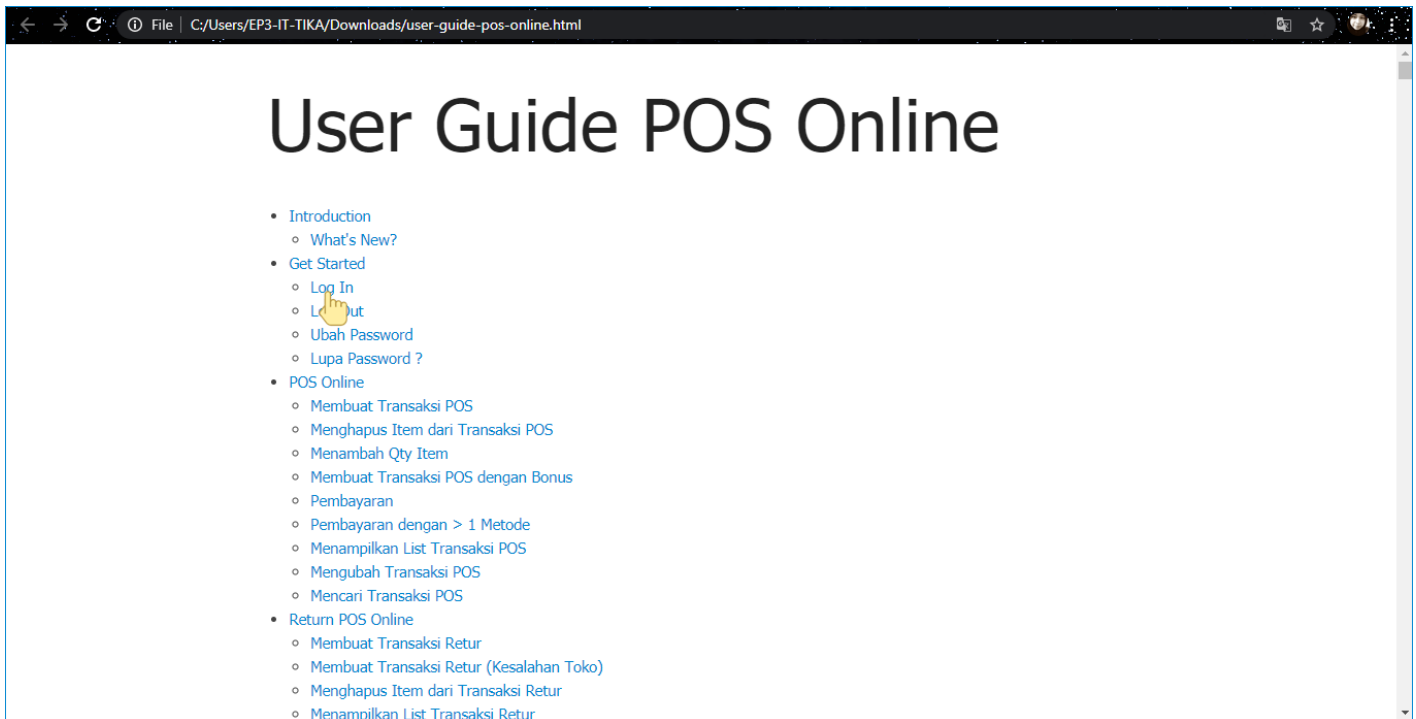 File | C:/Users/EP3-IT-TIKA/Downloads/user-guide-pos-online.html
User Guide POS Online
Introduction
What's New?
Get Started
Log In
Out
Ubah Password
Lupa Password ?
POS Online
Membuat Transaksi POS
Menghapus Item dari Transaksi POS
Menambah Qty Item
Membuat Transaksi POS dengan Bonus
Pembayaran
Pembayaran dengan > 1 Metode
Menampilkan List Transaksi POS
Mengubah Transaksi POS
Mencari Transaksi POS
Return POS Online
Membuat Transaksi Retur
Membuat Transaksi Retur (Kesalahan Toko)
Menghapus Item dari Transaksi Retur
Menampilkan List Transaksi Retur